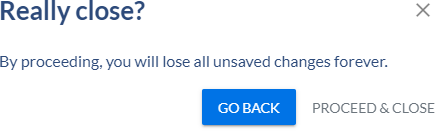 Really close?
By proceeding, you will lose all unsaved changes forever.
GO BACK PROCEED & CLOSE